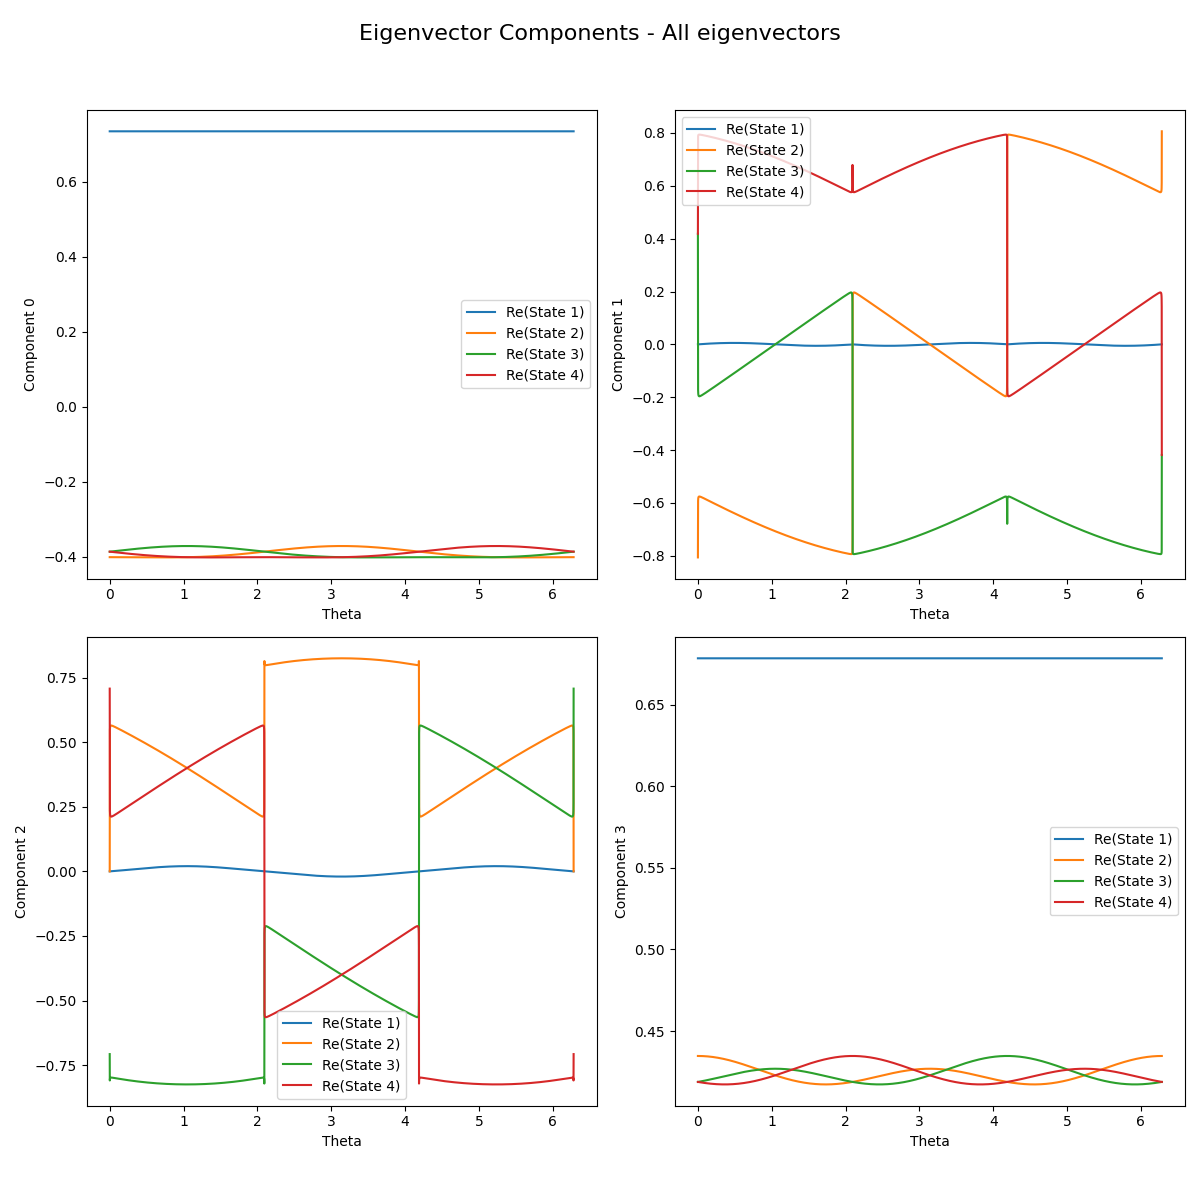 Eigenvector Components - All eigenvectors
Component 0
0.6
0.4
0.2
0.0
−0.2
−0.4
Re(State 1)
Re(State 2)
Re(State 3)
Re(State 4)
0 1 2 3 4 5 6
Theta
Component 1
0.8
0.6
0.4
0.2
0.0
−0.2
−0.4
−0.6
−0.8
Re(State 1)
Re(State 2)
Re(State 3)
Re(State 4)
0 1 2 3 4 5 6
Theta
Component 2
0.75
0.50
0.25
0.00
−0.25
−0.50
−0.75
Re(State 1)
Re(State 2)
Re(State 3)
Re(State 4)
0 1 2 3 4 5 6
Theta
Component 3
0.65
0.60
0.55
0.50
0.45
Re(State 1)
Re(State 2)
Re(State 3)
Re(State 4)
0 1 2 3 4 5 6
Theta